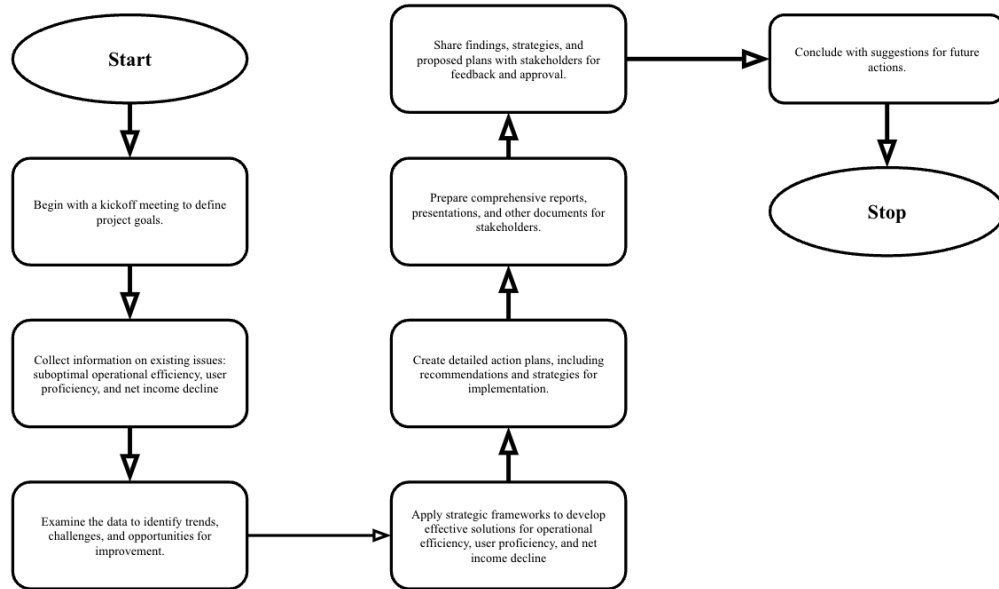 Start
Begin with a kickoff meeting to define
project goals.
Collect information on existing issues:
suboptimal operational efficiency, user
proficiency, and net income decline
Examine the data to identify trends,
challenges, and opportunities for
improvement.
Apply strategic frameworks to develop
effective solutions for operational
efficiency, user proficiency, and net
income decline
Create detailed action plans, including
recommendations and strategies for
implementation.
Prepare comprehensive reports,
presentations, and other documents for
stakeholders.
Share findings, strategies, and
proposed plans with stakeholders for
feedback and approval.
Conclude with suggestions for future
actions.
Stop